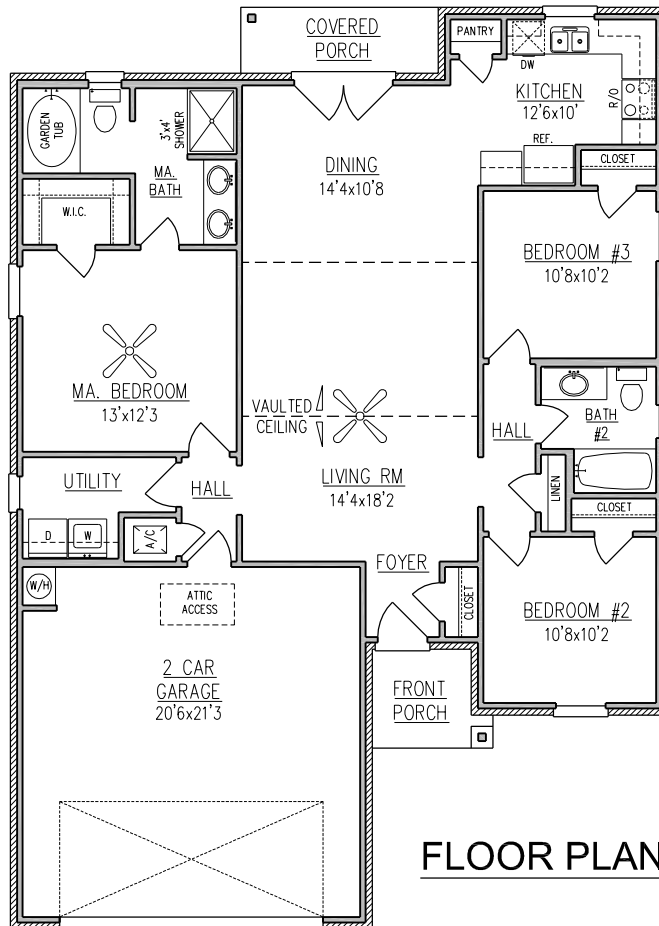 COVERED
PORCH
PANTRY
DW
KITCHEN
12'6x10'
R/O
REF.
CLOSET
GARDEN
TUB
3'x4'
SHOWER
MA.
BATH
W.I.C.
DINING
14'4x10'8
BEDROOM #3
10'8x10'2
MA. BEDROOM
13'x12'3
VAULTED
CEILING
HALL
BATH
#2
UTILITY
HALL
LIVING RM
14'4x18'2
LINEN
CLOSET
D
W
A/C
FOYER
W/H
ATTIC
ACCESS
CLOSET
BEDROOM #2
10'8x10'2
2 CAR
GARAGE
20'6x21'3
FRONT
PORCH
FLOOR PLAN